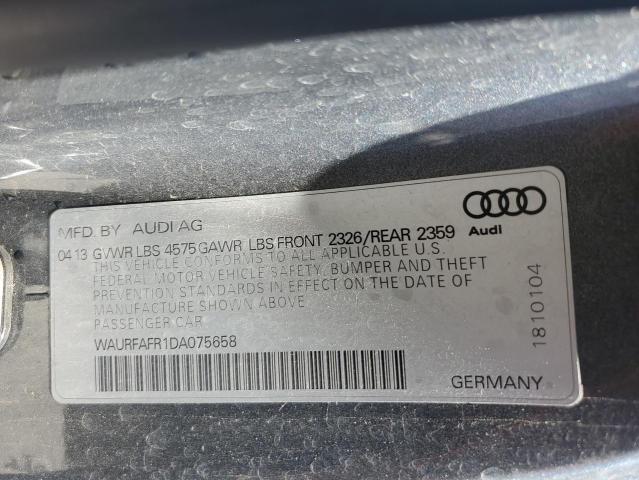 MFD. BY AUDI AG
04 13 GVWR LBS 4575 GAWR LBS FRONT 2326/REAR 2359
THIS VEHICLE CONFORMS TO ALL APPLICABLE U.S.
FEDERAL MOTOR VEHICLE SAFETY, BUMPER AND THEFT
PREVENTION STANDARDS IN EFFECT ON THE DATE OF
MANUFACTURE SHOWN ABOVE
PASSENGER CAR
WAURFAFR1DA075658
Audi
1810104
GERMANY